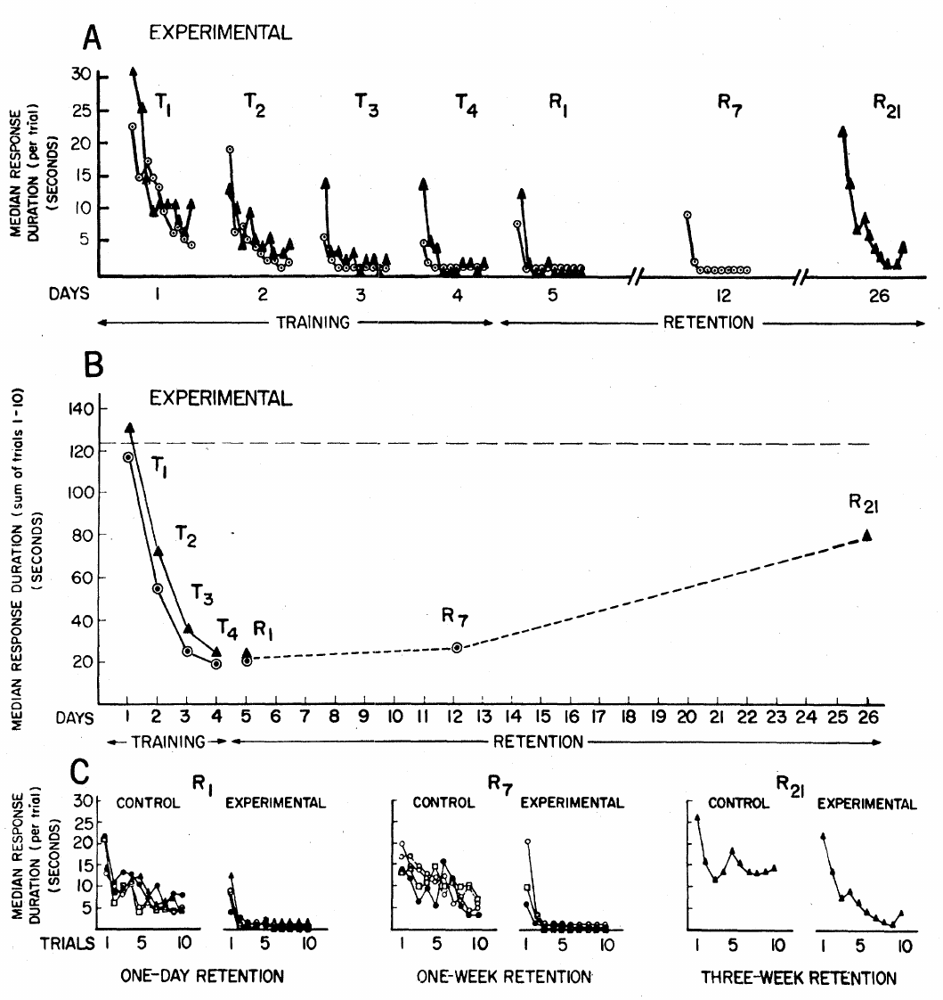 A
EXPERIMENTAL
MEDIAN RESPONSE
DURATION (per trial)
(SECONDS)
30
25
20
15
10
5
T1
T2
T3
T4
R1
R7
R21
DAYS 1 2 3 4 5 12 26
TRAINING RETENTION
B
EXPERIMENTAL
MEDIAN RESPONSE DURATION (sum of trials 1-10)
(SECONDS)
140
120
100
80
60
40
20
T1
T2
T3
T4
R1
R7
R21
DAYS 1 2 3 4 5 6 7 8 9 10 11 12 13 14 15 16 17 18 19 20 21 22 23 24 25 26
TRAINING RETENTION
C
MEDIAN RESPONSE
DURATION (per trial)
(SECONDS)
30
25
20
15
10
5
R1
CONTROL EXPERIMENTAL
R7
CONTROL EXPERIMENTAL
R21
CONTROL EXPERIMENTAL
TRIALS 1 5 10 1 5 10 1 5 10 1 5 10 1 5 10 1 5 10
ONE-DAY RETENTION
ONE-WEEK RETENTION
THREE-WEEK RETENTION